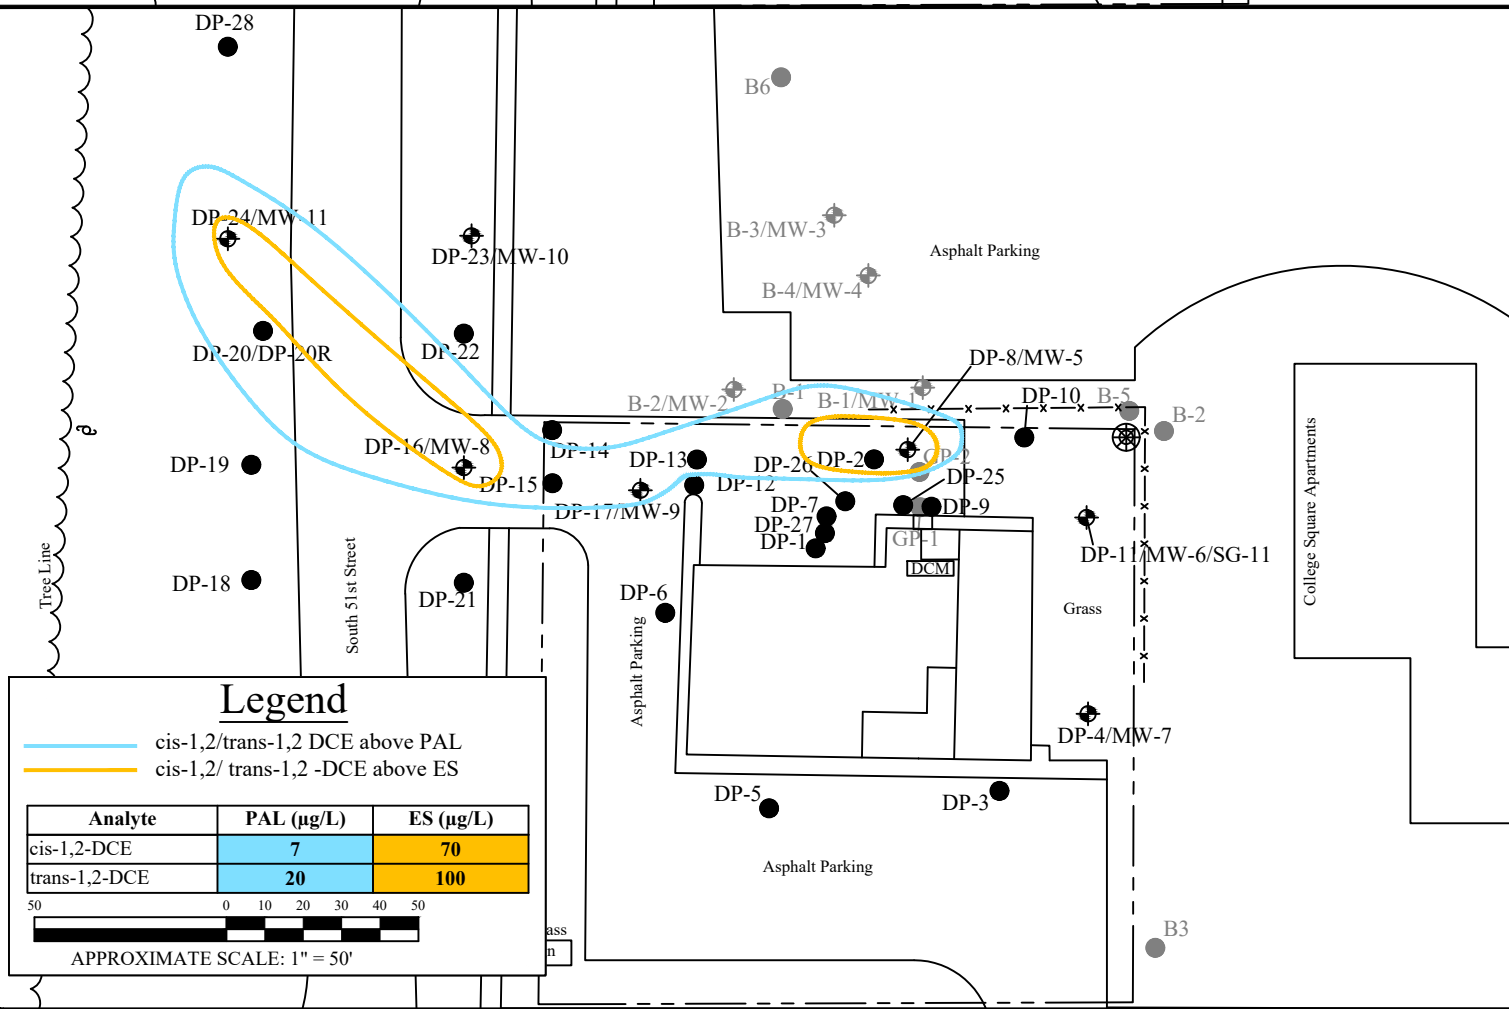 DP-28
B6
DP-24/MW-11
DP-23/MW-10
B-3/MW-3
Asphalt Parking
B-4/MW-4
DP-20/DP-20R
DP-22
DP-8/MW-5
B-2/MW-2
B-1
B-1/MW-1
DP-10
B-5
B-2
DP-16/MW-8
DP-14
DP-19
DP-13
DP-26
DP-2
GP-2
DP-15
DP-12
DP-25
DP-17/MW-9
DP-7
DP-9
DP-27
DP-1
GP-1
DP-11/MW-6/SG-11
DCM
DP-18
DP-21
DP-6
Grass
Tree Line
South 51st Street
Asphalt Parking
College Square Apartments
DP-4/MW-7
DP-5
DP-3
Asphalt Parking
B3
ass
n
Legend
cis-1,2/trans-1,2 DCE above PAL
cis-1,2/ trans-1,2 -DCE above ES
Analyte PAL (µg/L) ES (µg/L)
cis-1,2-DCE 7 70
trans-1,2-DCE 20 100
50 0 10 20 30 40 50
APPROXIMATE SCALE: 1" = 50'